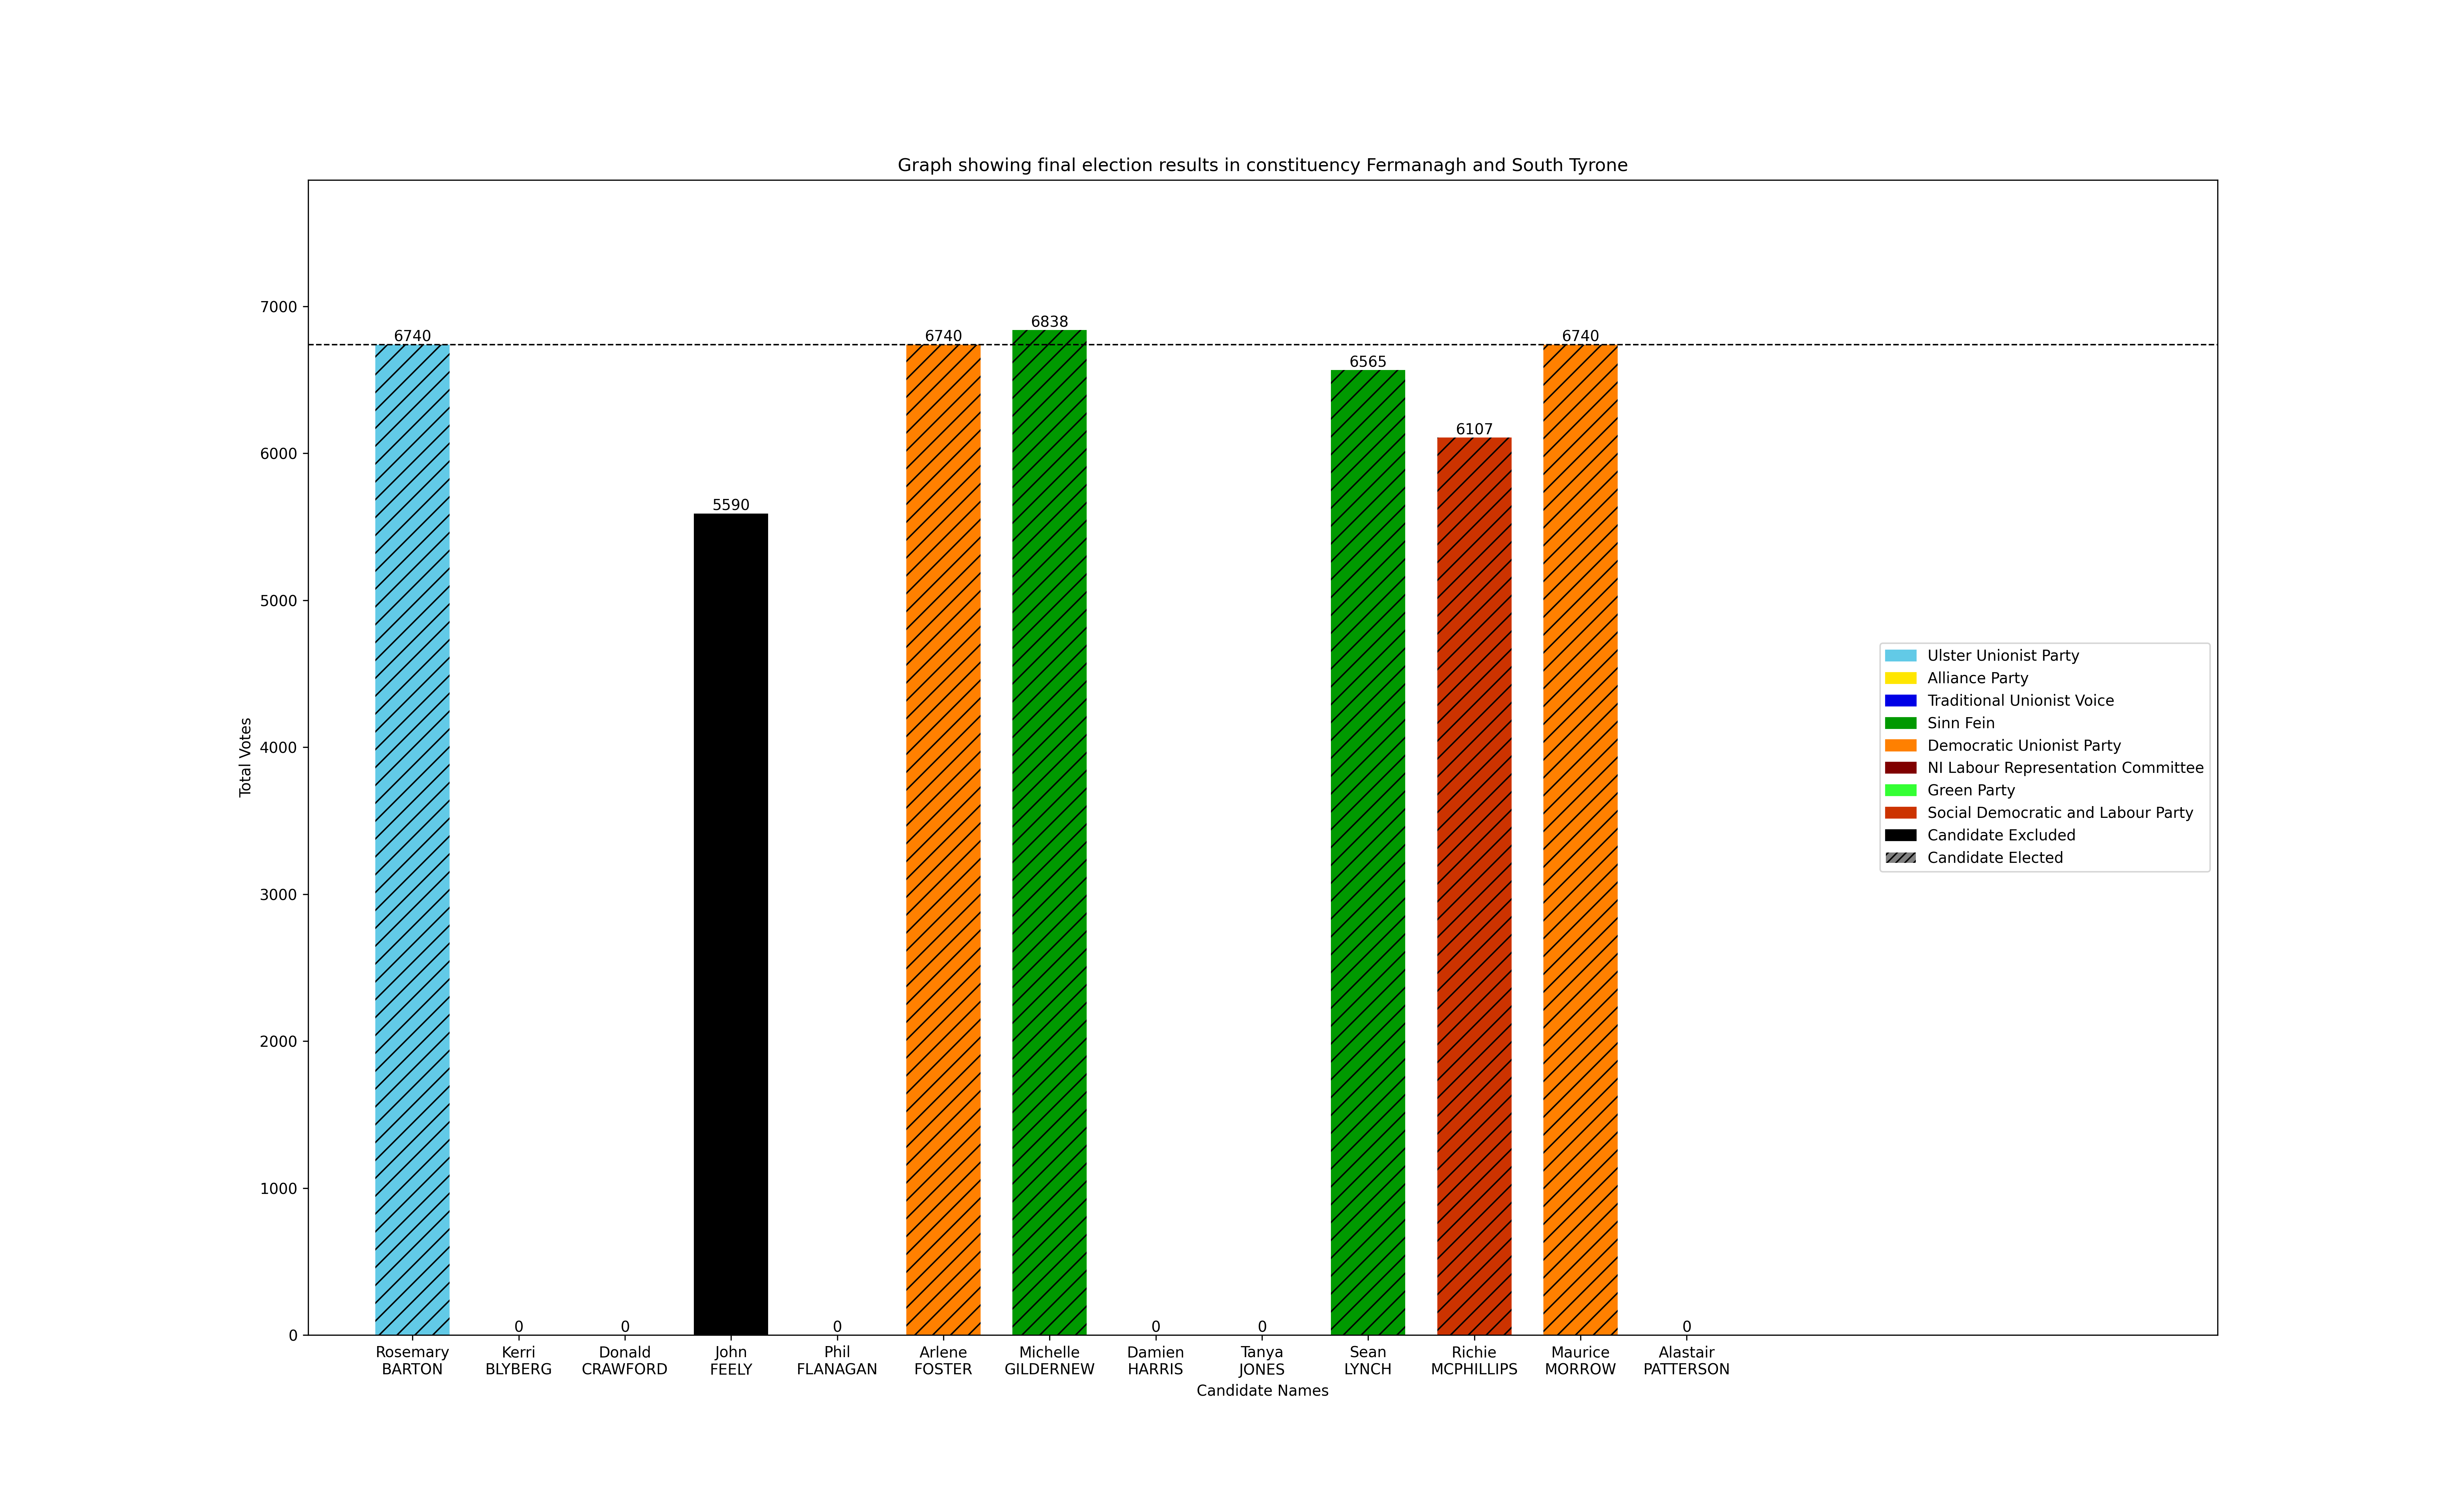 Graph showing final election results in constituency Fermanagh and South Tyrone
7000
6000
5000
4000
3000
2000
1000
0
Total Votes
6740
0
0
5590
0
6740
6838
0
0
6565
6107
6740
0
Rosemary
BARTON
Kerri
BLYBERG
Donald
CRAWFORD
John
FEELY
Phil
FLANAGAN
Arlene
FOSTER
Michelle
GILDERNEW
Damien
HARRIS
Tanya
JONES
Sean
LYNCH
Richie
MCPHILLIPS
Maurice
MORROW
Alastair
PATTERSON
Candidate Names
Ulster Unionist Party
Alliance Party
Traditional Unionist Voice
Sinn Fein
Democratic Unionist Party
NI Labour Representation Committee
Green Party
Social Democratic and Labour Party
Candidate Excluded
Candidate Elected